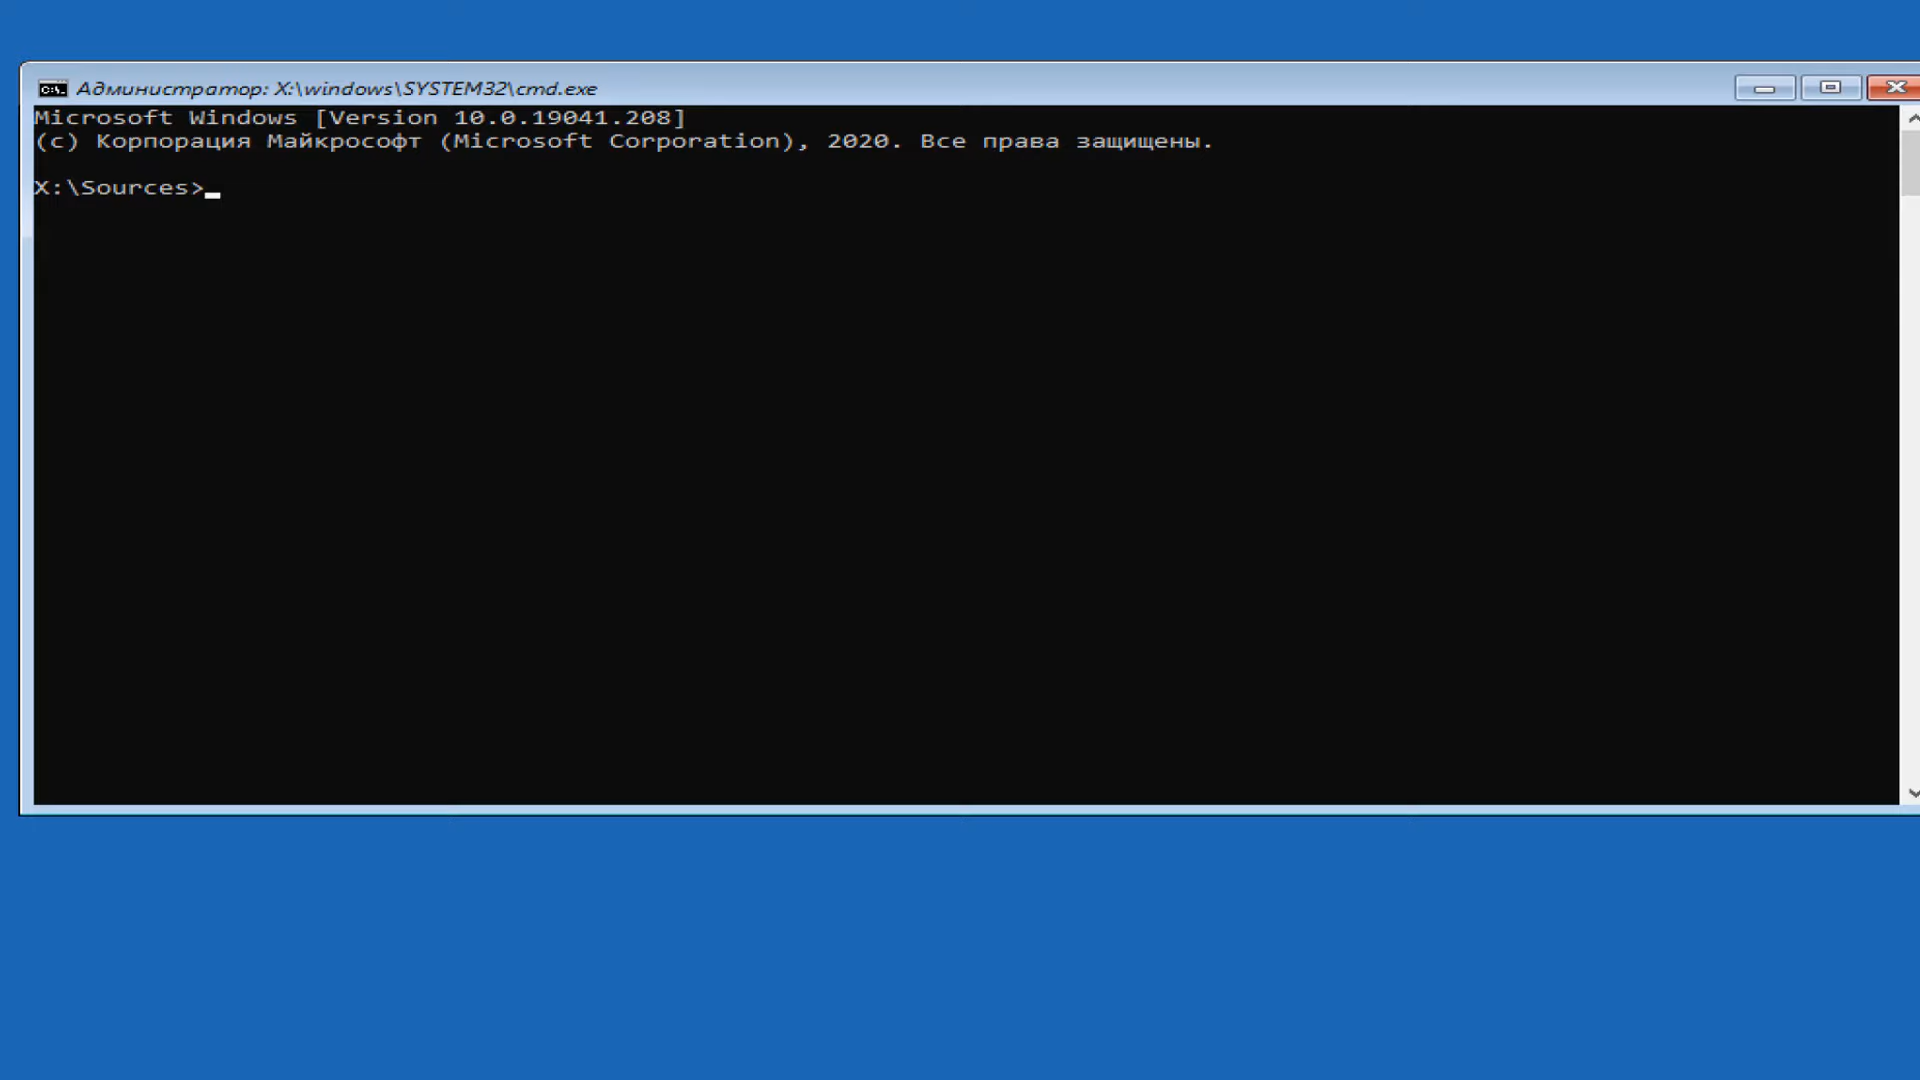 Администратор: X:\windows\SYSTEM32\cmd.exe
Microsoft Windows [Version 10.0.19041.208]
(c) Корпорация Майкрософт (Microsoft Corporation), 2020. Все права защищены.
X:\Sources>